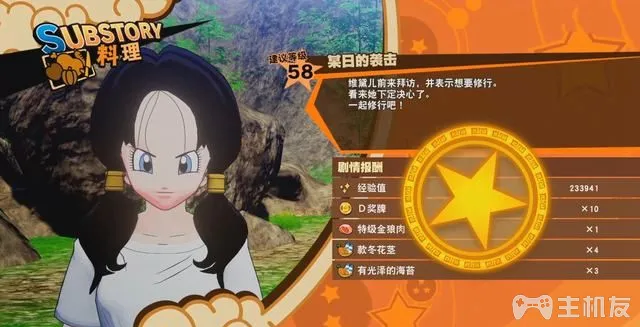 SUBSTORY
料理
建议等级
58
某日的袭击
维黛儿前来拜访，并表示想要修行。
看来她下定决心了。
一起修行吧！
剧情报酬
经验值 233941
D奖牌 ×10
特级金狼肉 ×1
款冬花茎 ×4
有光泽的海苔 ×3
主机友